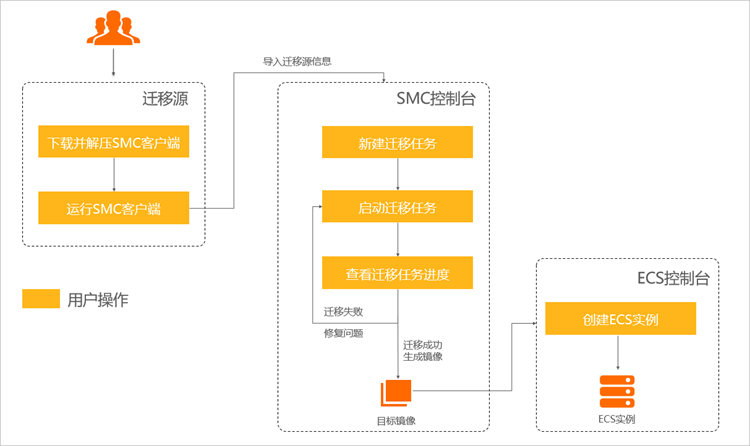 迁移源
下载并解压SMC客户端
运行SMC客户端
用户操作
导入迁移源信息
SMC控制台
新建迁移任务
启动迁移任务
查看迁移任务进度
迁移失败
修复问题
迁移成功
生成镜像
目标镜像
ECS控制台
创建ECS实例
ECS实例